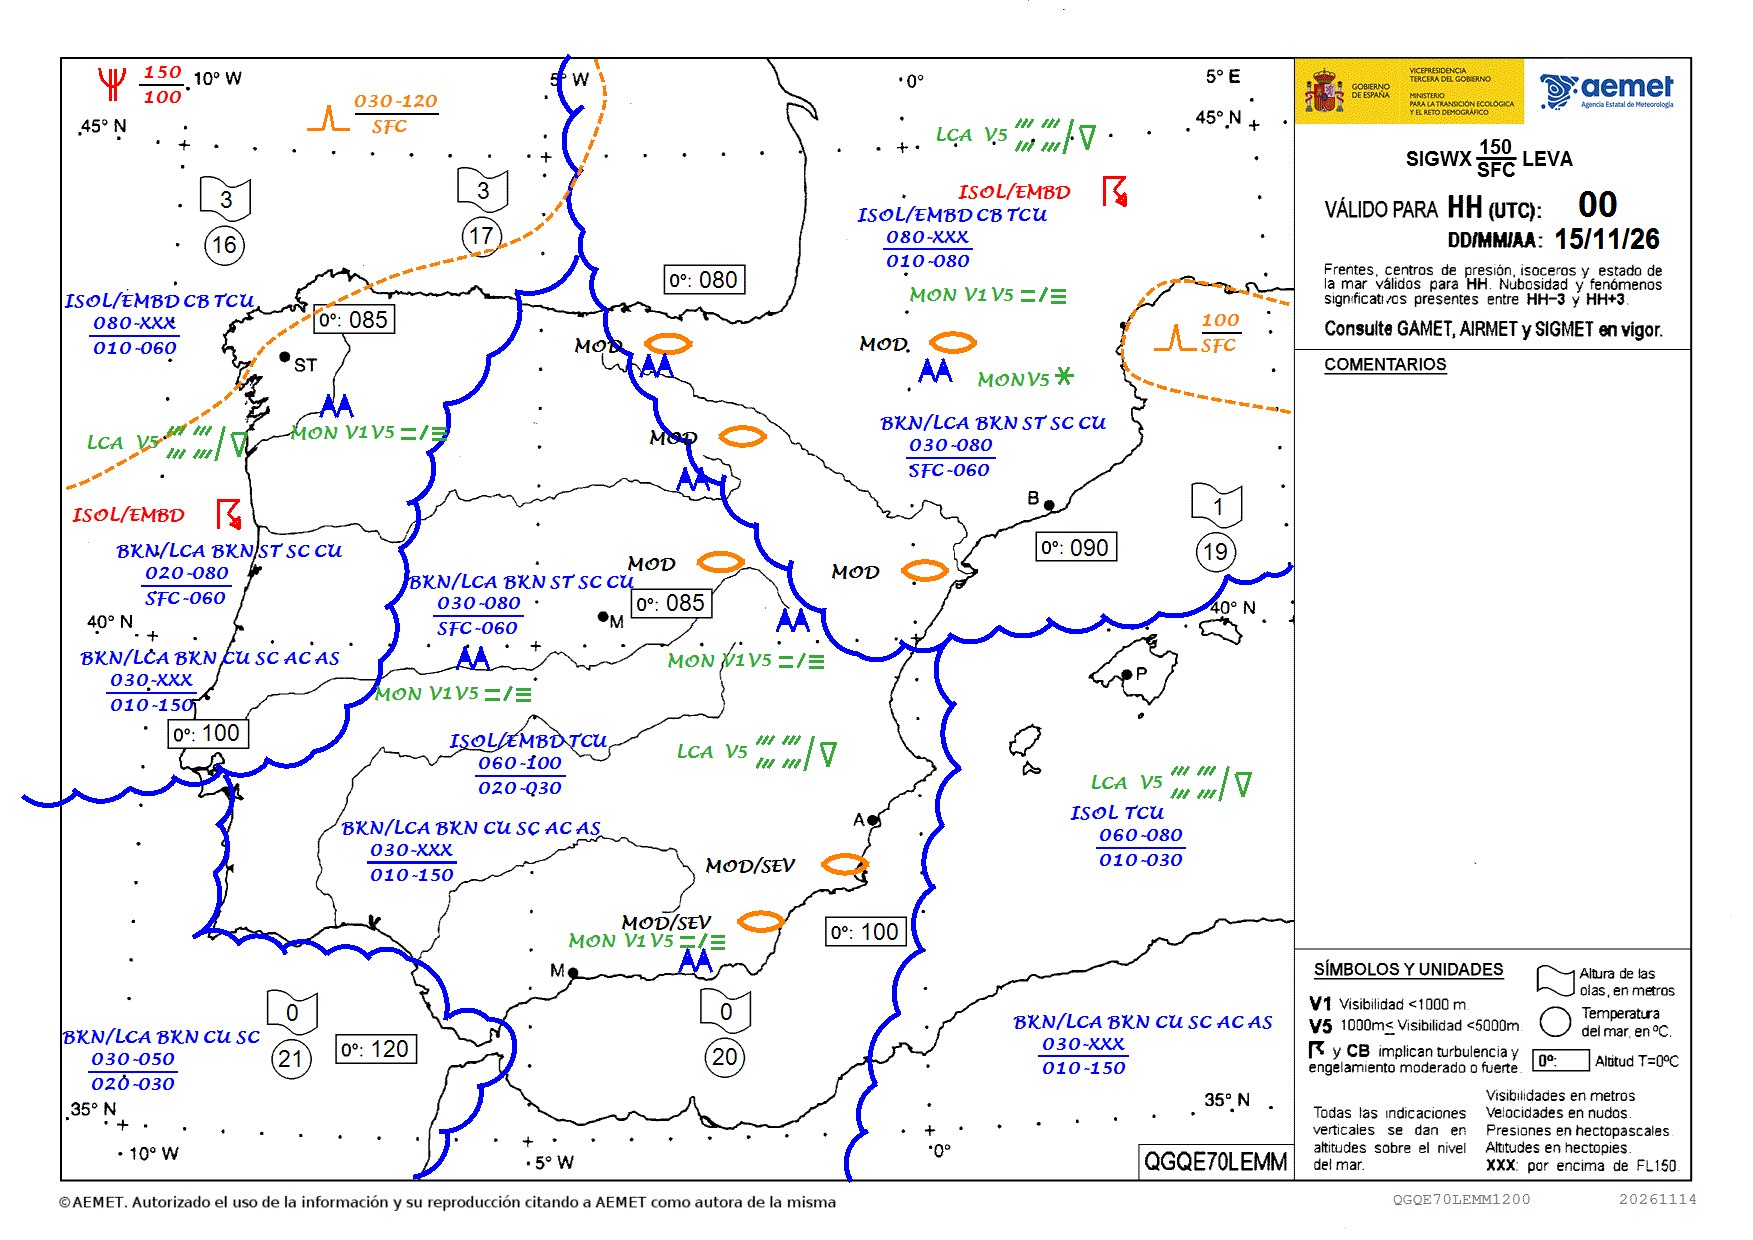 150
100
10° W
5° W
0°
5° E
45° N
45° N
030-120
SFC
LCA V5
3
16
3
17
ISOL/EMBD
ISOL/EMBD CB TCU
080-XXX
010-080
0º: 080
MON V1 V5
ISOL/EMBD CB TCU
080-XXX
010-060
0º: 085
ST
MOD
MOD
100
SFC
MON V5
LCA V5
MON V1 V5
MOD
BKN/LCA BKN ST SC CU
030-080
SFC-060
B
1
19
ISOL/EMBD
BKN/LCA BKN ST SC CU
020-080
SFC-060
MOD
MOD
0º: 090
BKN/LCA BKN ST SC CU
030-080
SFC-060
0º: 085
M
40° N
40° N
BKN/LCA BKN CU SC AC AS
030-XXX
010-150
MON V1 V5
MON V1 V5
P
0º: 100
ISOL/EMBD TCU
060-100
020-Q30
LCA V5
LCA V5
ISOL TCU
060-080
010-030
A
BKN/LCA BKN CU SC AC AS
030-XXX
010-150
MOD/SEV
MOD/SEV
0º: 100
MON V1 V5
M
0
21
0º: 120
0
20
BKN/LCA BKN CU SC
030-050
020-030
BKN/LCA BKN CU SC AC AS
030-XXX
010-150
35° N
35° N
10° W
5° W
0°
QGQE70LEMM
GOBIERNO
DE ESPAÑA
VICEPRESIDENCIA
TERCERA DEL GOBIERNO
MINISTERIO
PARA LA TRANSICIÓN ECOLÓGICA
Y EL RETO DEMOGRÁFICO
aemet
Agencia Estatal de Meteorología
SIGWX 150 LEVA
SFC
VÁLIDO PARA HH (UTC): 00
DD/MM/AA: 15/11/26
Frentes, centros de presión, isoceros y estado de
la mar válidos para HH. Nubosidad y fenómenos
significativos presentes entre HH-3 y HH+3.
Consulte GAMET, AIRMET y SIGMET en vigor.
COMENTARIOS
SÍMBOLOS Y UNIDADES
V1 Visibilidad <1000 m.
V5 1000m≤ Visibilidad <5000m.
y CB implican turbulencia y
engelamiento moderado o fuerte.
Altura de las
olas, en metros
Temperatura
del mar, en ºC.
0º: Altitud T=0ºC
Todas las indicaciones
verticales se dan en
altitudes sobre el nivel
del mar.
Visibilidades en metros
Velocidades en nudos.
Presiones en hectopascales.
Altitudes en hectopies.
XXX: por encima de FL150.
©AEMET. Autorizado el uso de la información y su reproducción citando a AEMET como autora de la misma
QGQE70LEMM1200 20261114